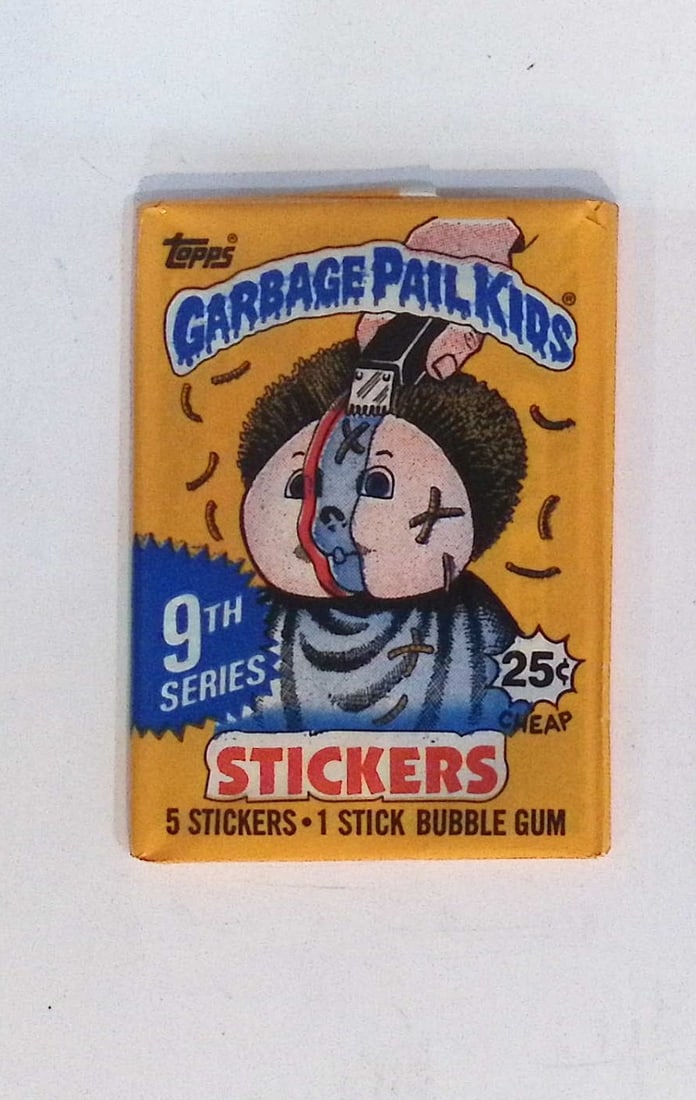 Topps®
GARBAGE PAIL KIDS®
9TH
SERIES
25¢
CHEAP
STICKERS
5 STICKERS • 1 STICK BUBBLE GUM